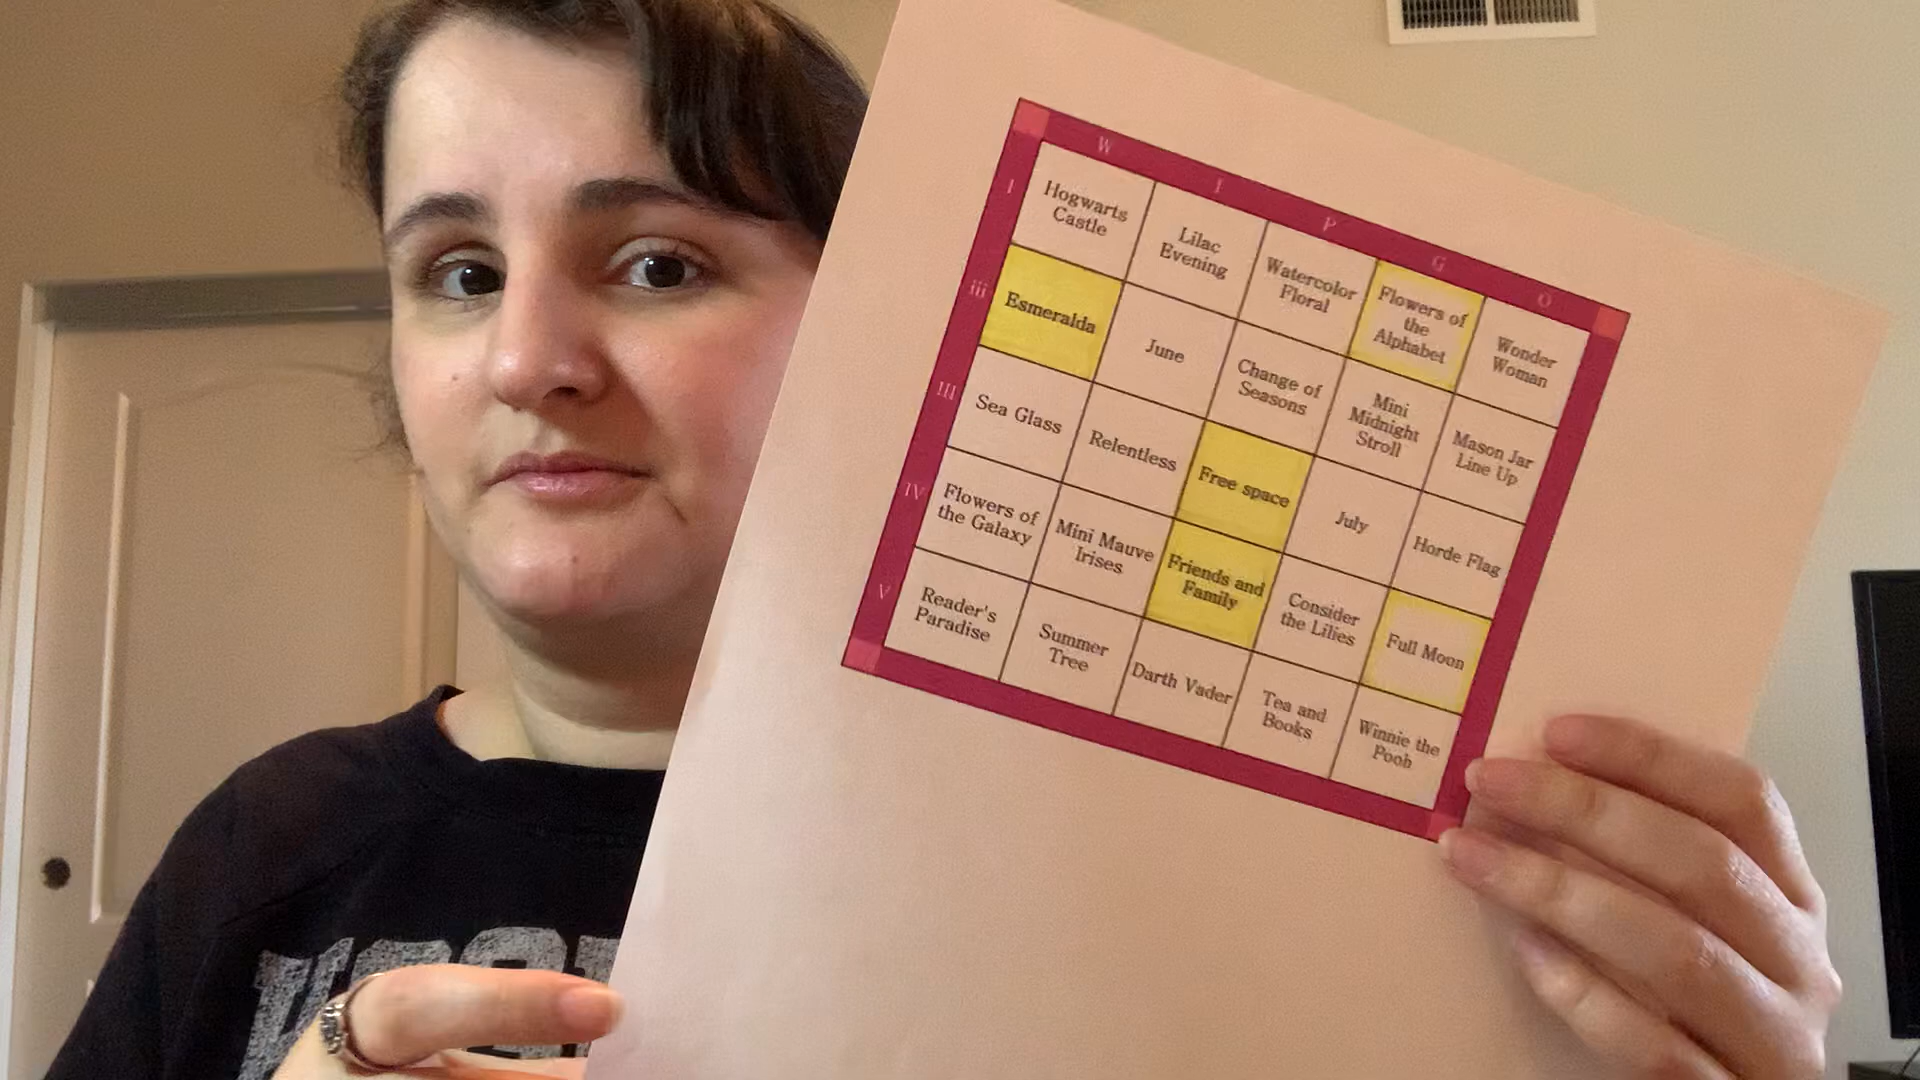 W I P G O
I
Hogwarts
Castle
Lilac
Evening
Watercolor
Floral
Flowers of
the
Alphabet
Wonder
Woman
iii
Esmeralda
June
Change of
Seasons
Mini
Midnight
Stroll
Mason Jar
Line Up
III
Sea Glass
Relentless
Free space
July
Horde Flag
IV
Flowers of
the Galaxy
Mini Mauve
Irises
Friends and
Family
Consider
the Lilies
Full Moon
V
Reader's
Paradise
Summer
Tree
Darth Vader
Tea and
Books
Winnie the
Pooh